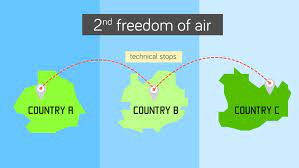 2nd freedom of air
technical stops
COUNTRY A
COUNTRY B
COUNTRY C